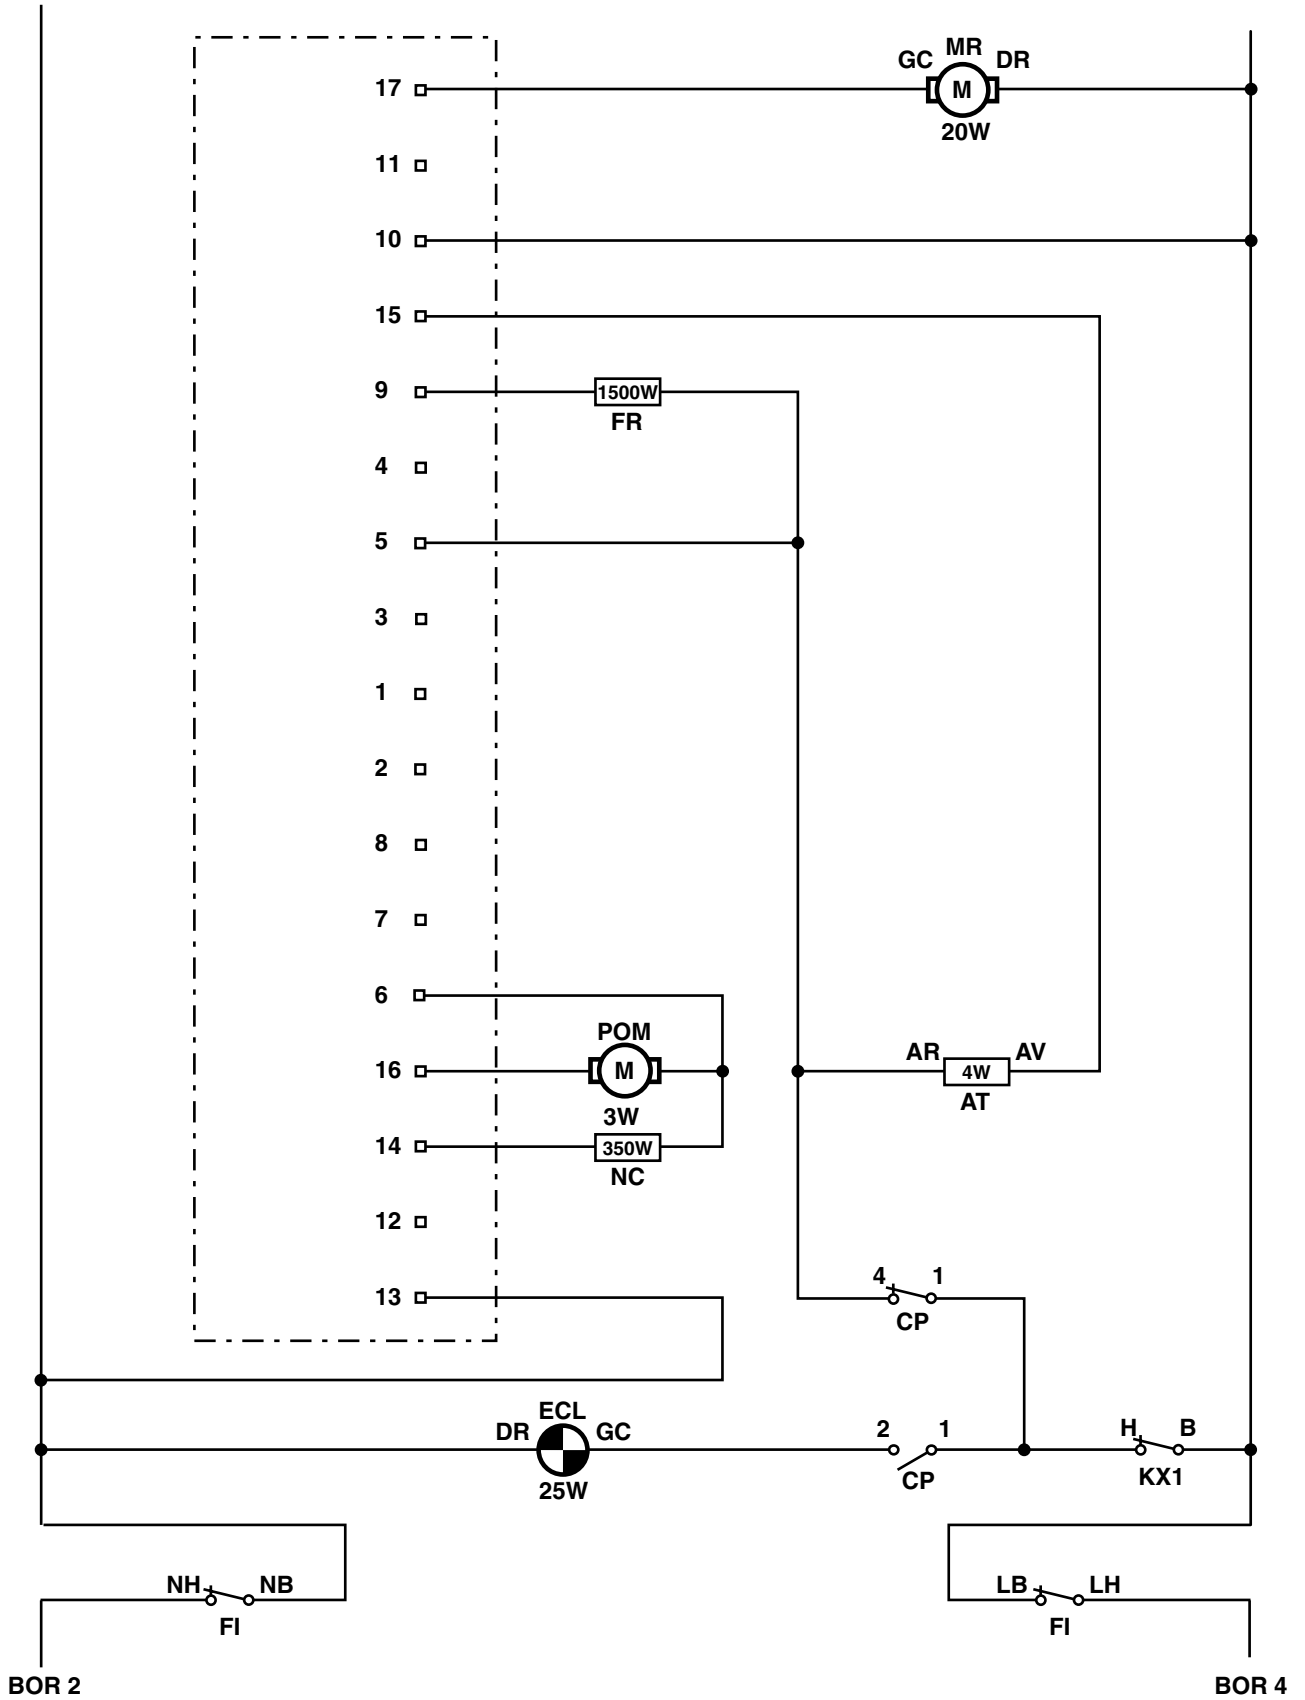 GC MR DR
17
M
20W
11
10
15
9
1500W
FR
4
5
3
1
2
8
7
6
POM
16
M
AR
AV
4W
3W
AT
14
350W
NC
12
4 1
13
CP
ECL
DR
GC
2 1
H B
25W
CP
KX1
NH NB
LB LH
FI
FI
BOR 2
BOR 4